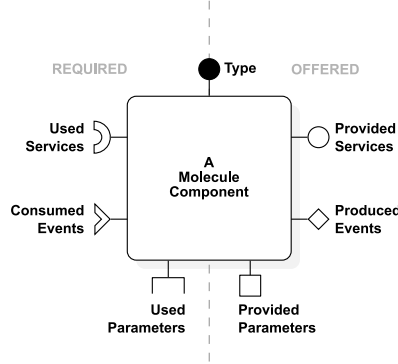 REQUIRED
Type
OFFERED
Used
Services
Provided
Services
A
Molecule
Component
Consumed
Events
Produced
Events
Used
Parameters
Provided
Parameters